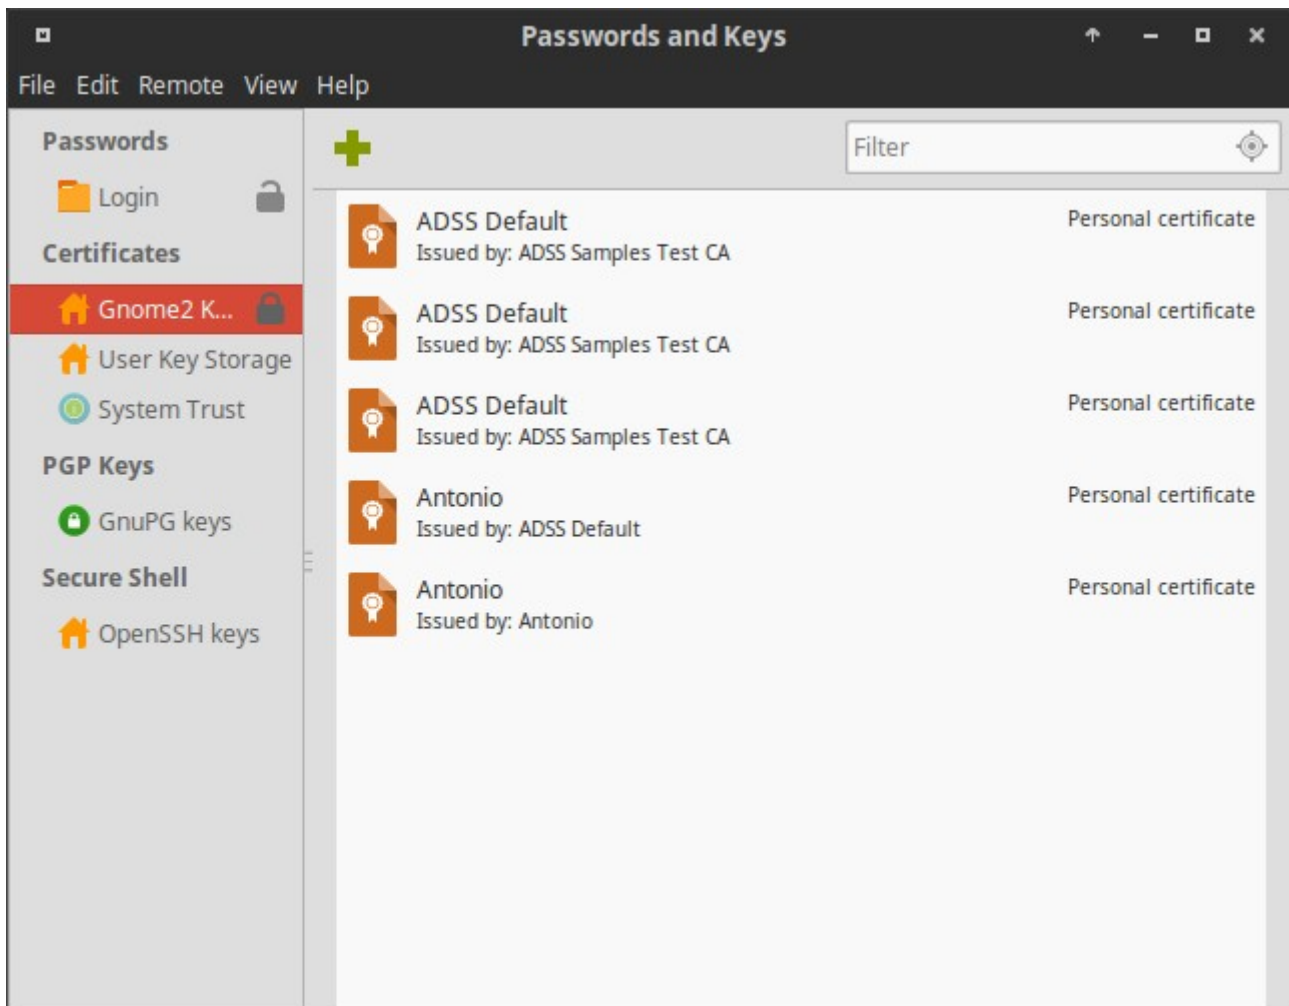 Passwords and Keys
File Edit Remote View Help
Passwords
Login
Certificates
Gnome2 K...
User Key Storage
System Trust
PGP Keys
GnuPG keys
Secure Shell
OpenSSH keys
Filter
ADSS Default Personal certificate
Issued by: ADSS Samples Test CA
ADSS Default Personal certificate
Issued by: ADSS Samples Test CA
ADSS Default Personal certificate
Issued by: ADSS Samples Test CA
Antonio Personal certificate
Issued by: ADSS Default
Antonio Personal certificate
Issued by: Antonio